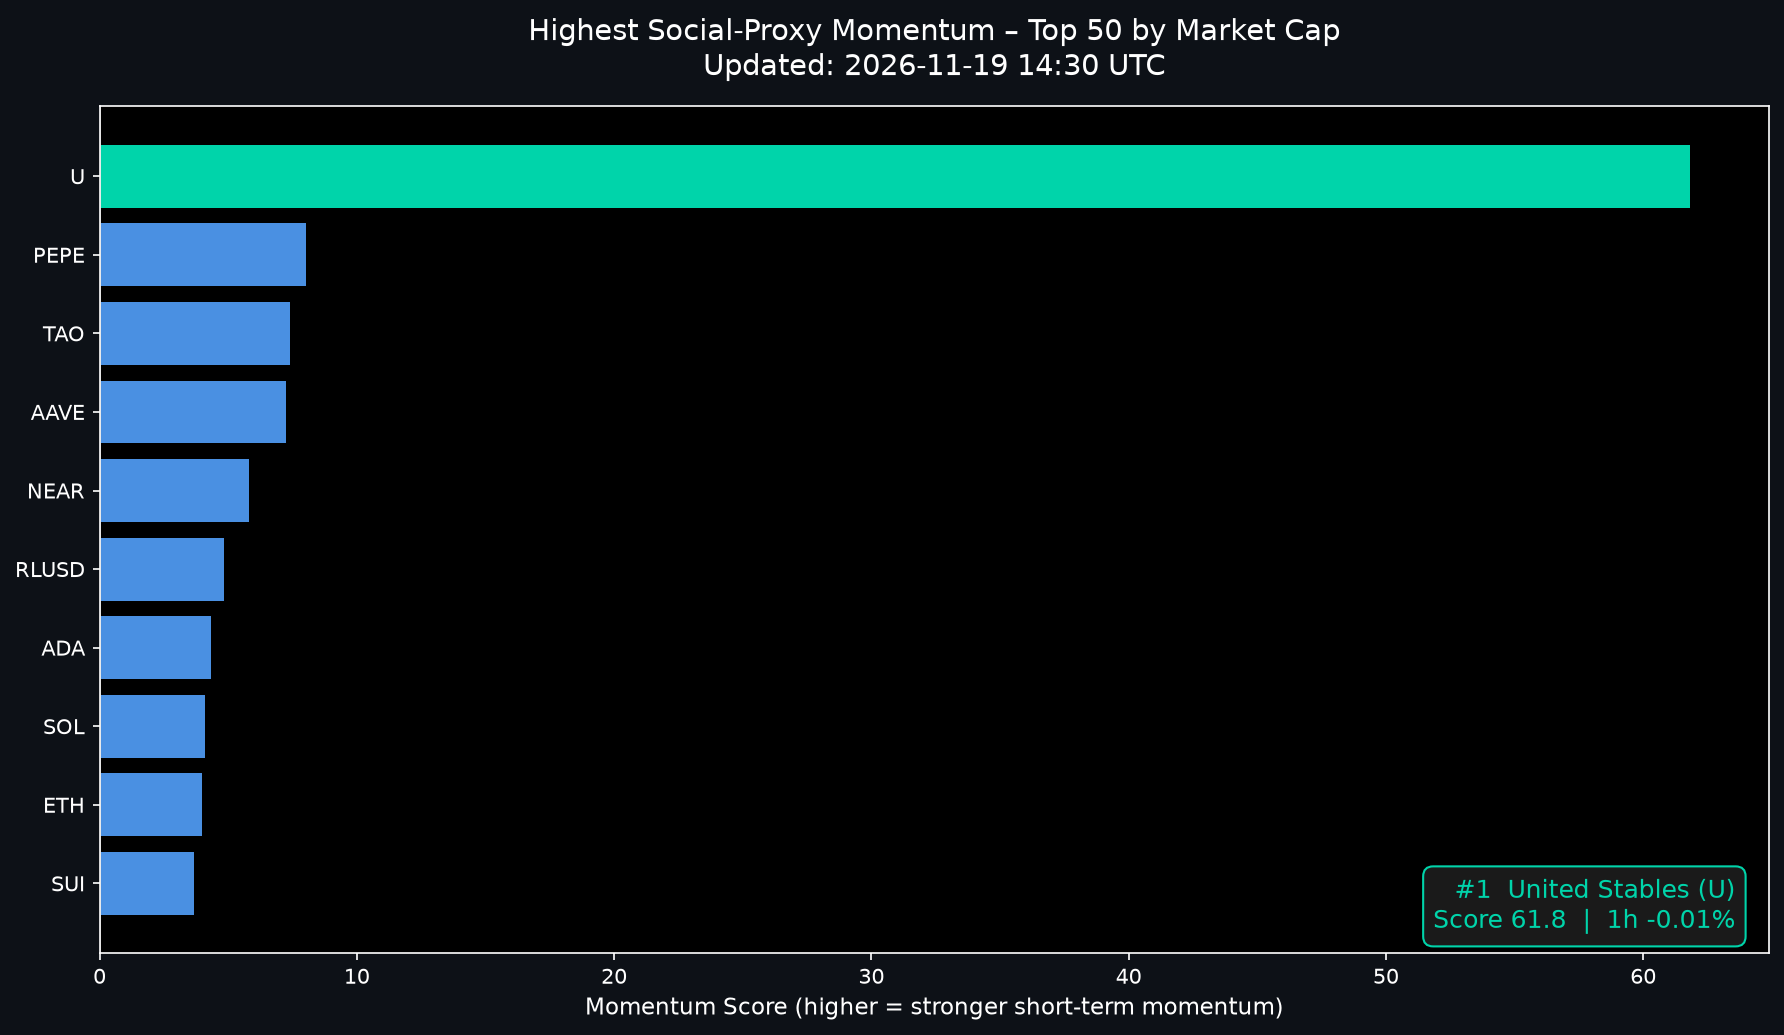 Highest Social-Proxy Momentum – Top 50 by Market Cap
Updated: 2026-11-19 14:30 UTC
U
PEPE
TAO
AAVE
NEAR
RLUSD
ADA
SOL
ETH
SUI
#1  United Stables (U)
Score 61.8  |  1h -0.01%
0 10 20 30 40 50 60
Momentum Score (higher = stronger short-term momentum)